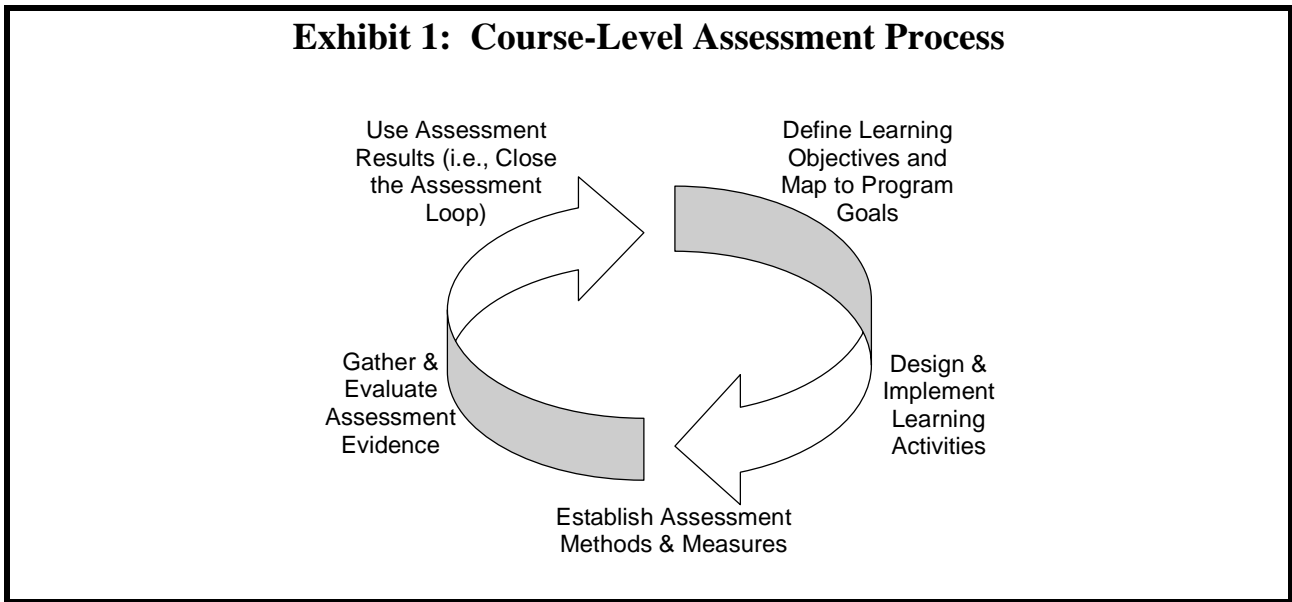 Exhibit 1: Course-Level Assessment Process
Use Assessment
Results (i.e., Close
the Assessment
Loop)
Define Learning
Objectives and
Map to Program
Goals
Design &
Implement
Learning
Activities
Establish Assessment
Methods & Measures
Gather &
Evaluate
Assessment
Evidence